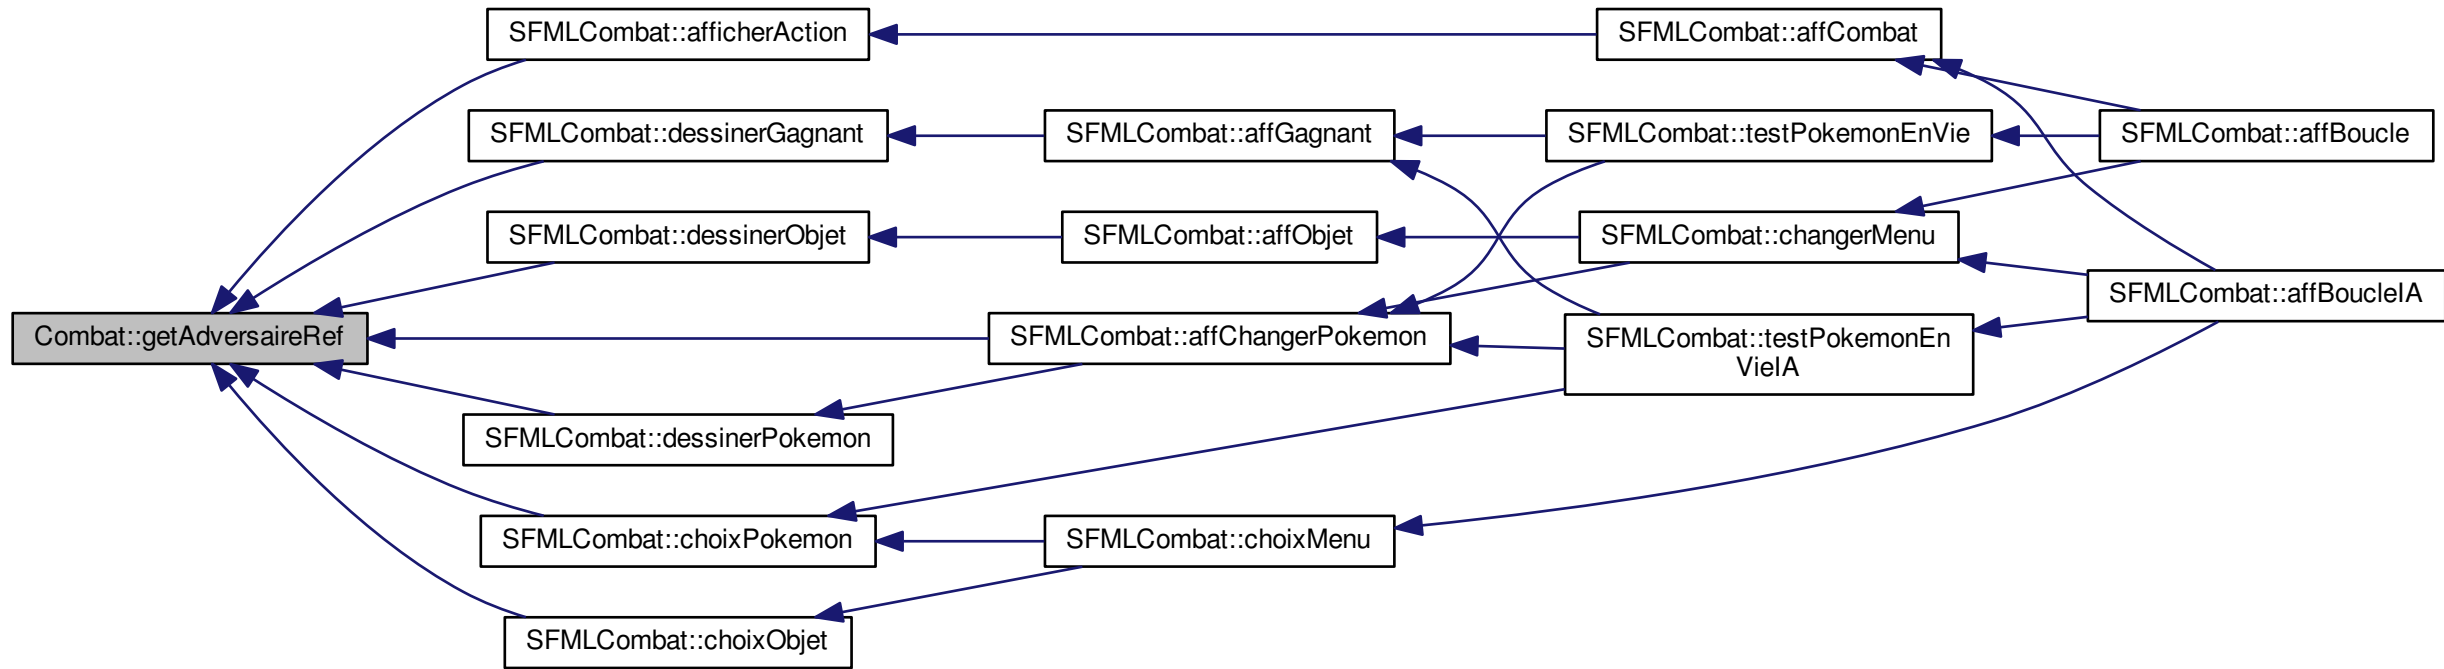 SFMLCombat::afficherAction
SFMLCombat::affCombat
SFMLCombat::dessinerGagnant
SFMLCombat::affGagnant
SFMLCombat::testPokemonEnVie
SFMLCombat::affBoucle
SFMLCombat::dessinerObjet
SFMLCombat::affObjet
SFMLCombat::changerMenu
SFMLCombat::affBoucleIA
Combat::getAdversaireRef
SFMLCombat::affChangerPokemon
SFMLCombat::testPokemonEn
VieIA
SFMLCombat::dessinerPokemon
SFMLCombat::choixPokemon
SFMLCombat::choixMenu
SFMLCombat::choixObjet